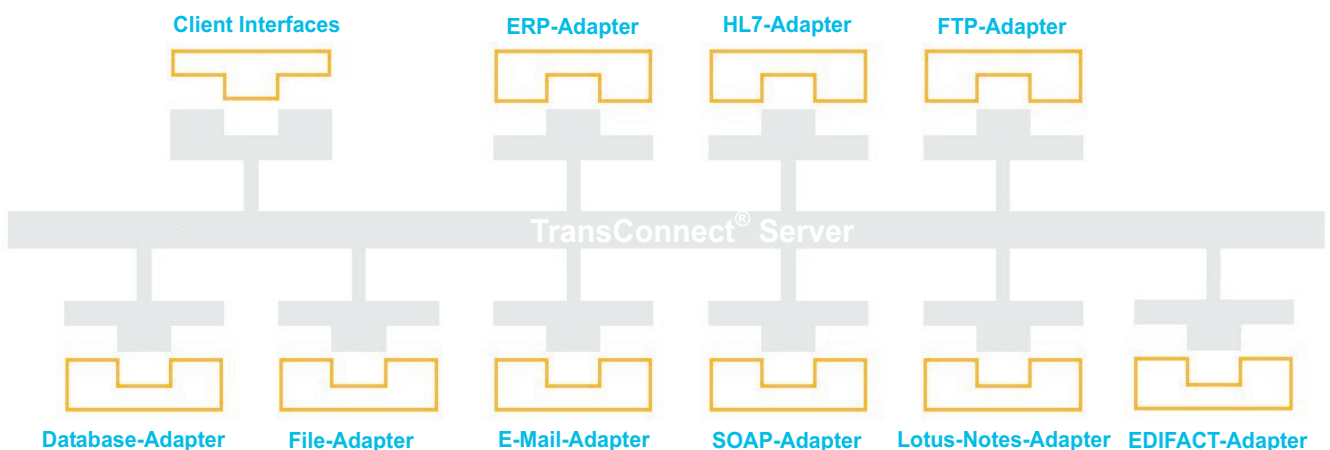 Client Interfaces
ERP-Adapter
HL7-Adapter
FTP-Adapter
TransConnect® Server
Database-Adapter
File-Adapter
E-Mail-Adapter
SOAP-Adapter
Lotus-Notes-Adapter
EDIFACT-Adapter